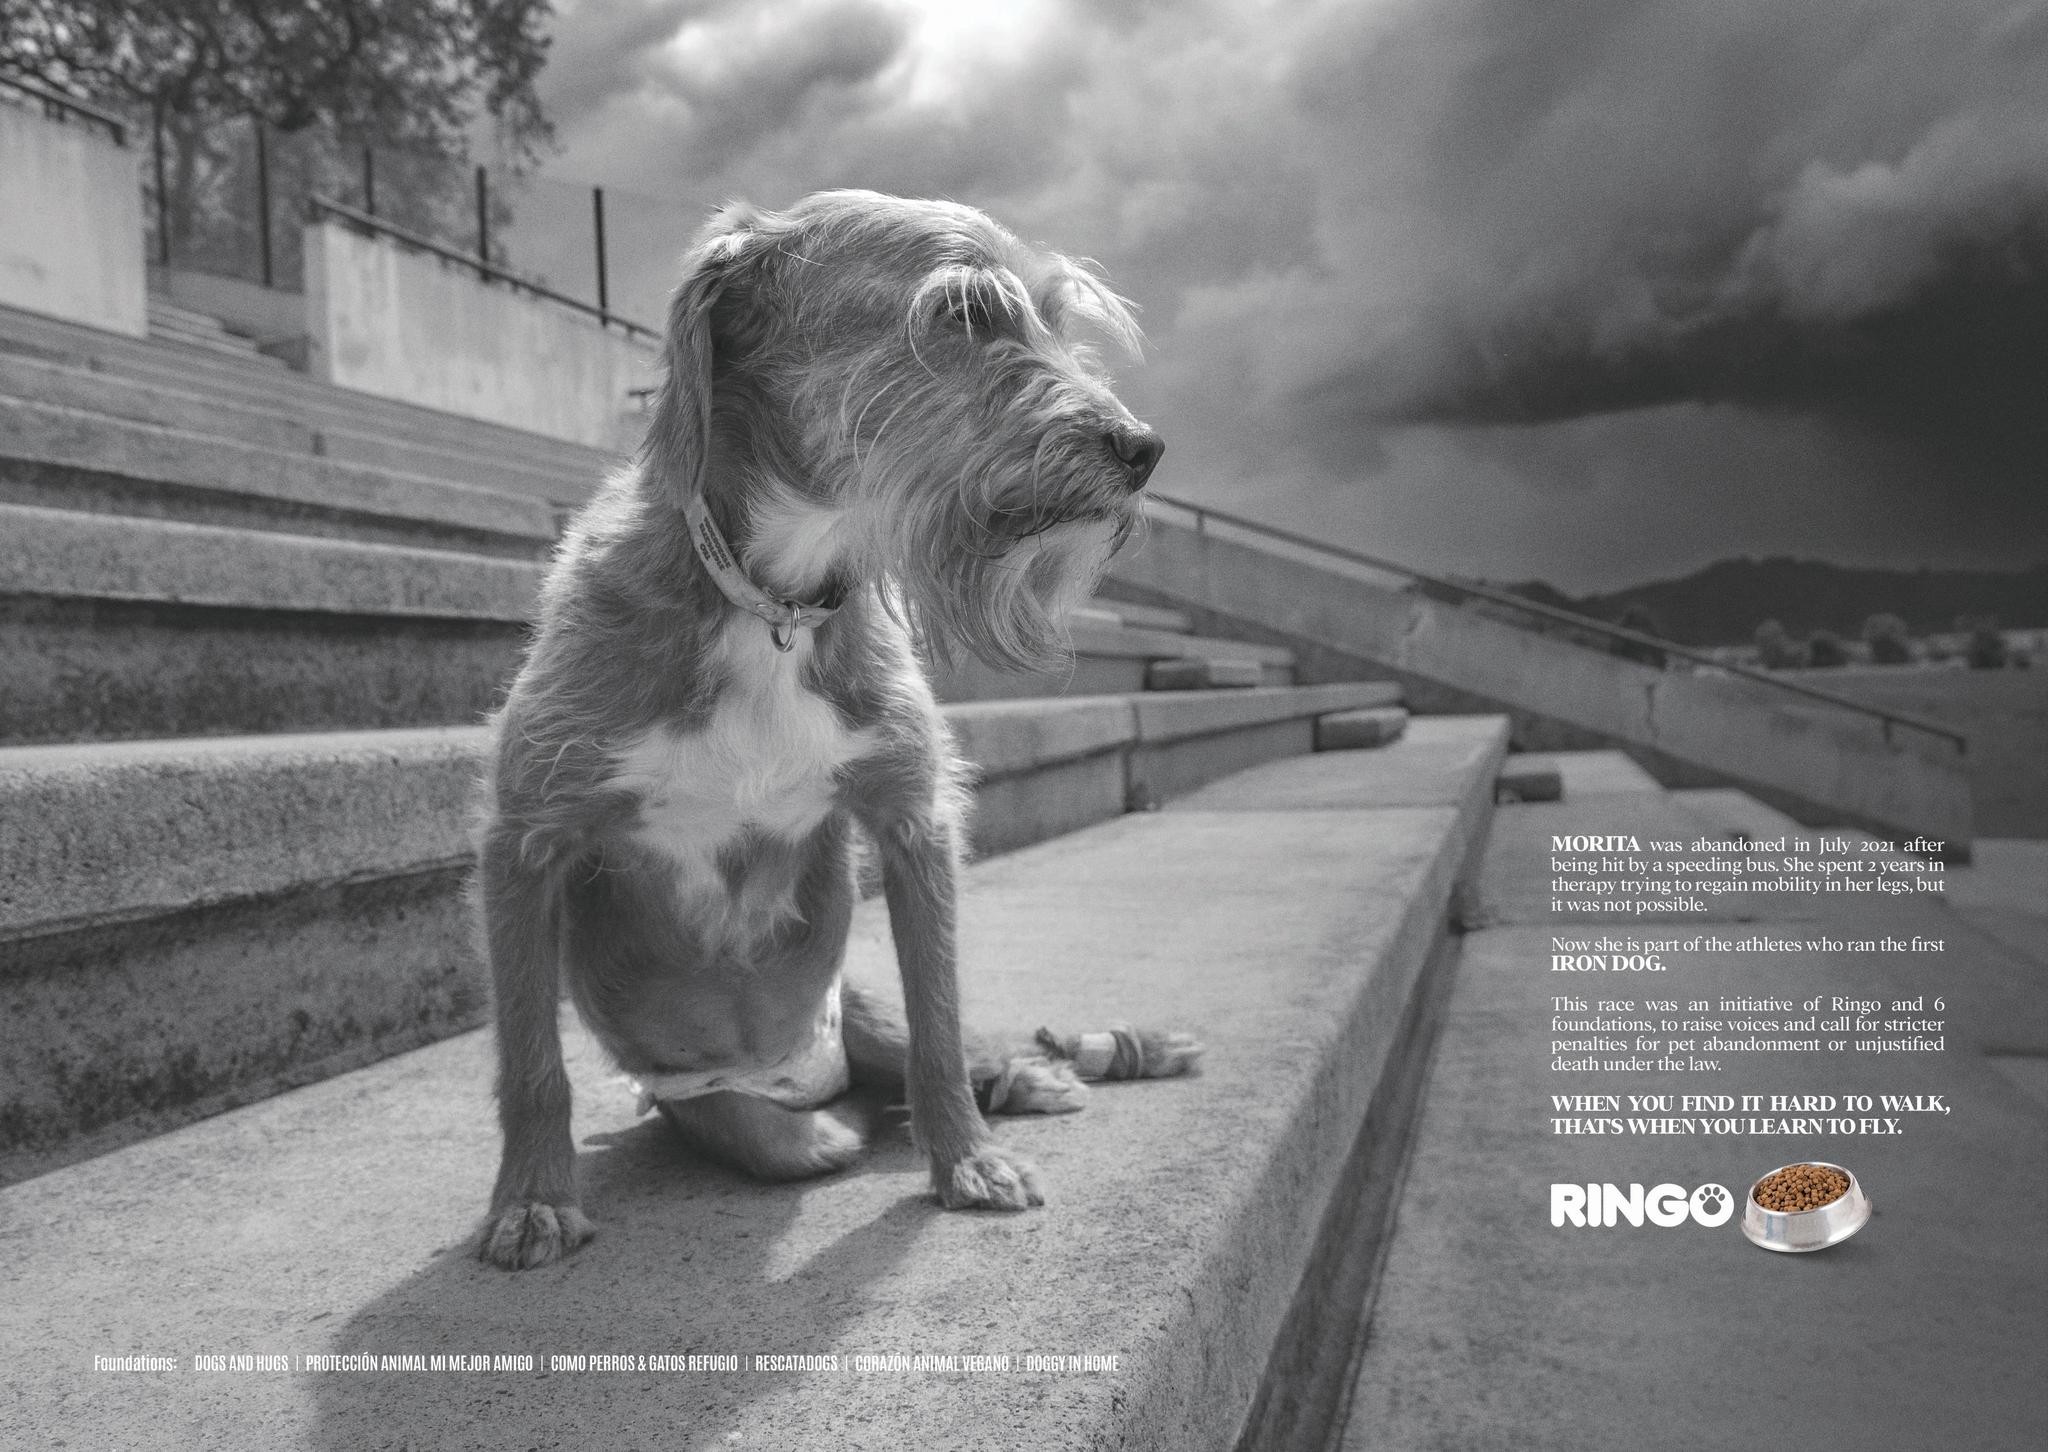 MORITA was abandoned in July 2021 after
being hit by a speeding bus. She spent 2 years in
therapy trying to regain mobility in her legs, but
it was not possible.
Now she is part of the athletes who ran the first
IRON DOG.
This race was an initiative of Ringo and 6
foundations, to raise voices and call for stricter
penalties for pet abandonment or unjustified
death under the law.
WHEN YOU FIND IT HARD TO WALK,
THAT'S WHEN YOU LEARN TO FLY.
RINGO
Foundations: DOGS AND HUGS | PROTECCIÓN ANIMAL MI MEJOR AMIGO | COMO PERROS & GATOS REFUGIO | RESCATADOGS | CORAZÓN ANIMAL VEGANO | DOGGY IN HOME